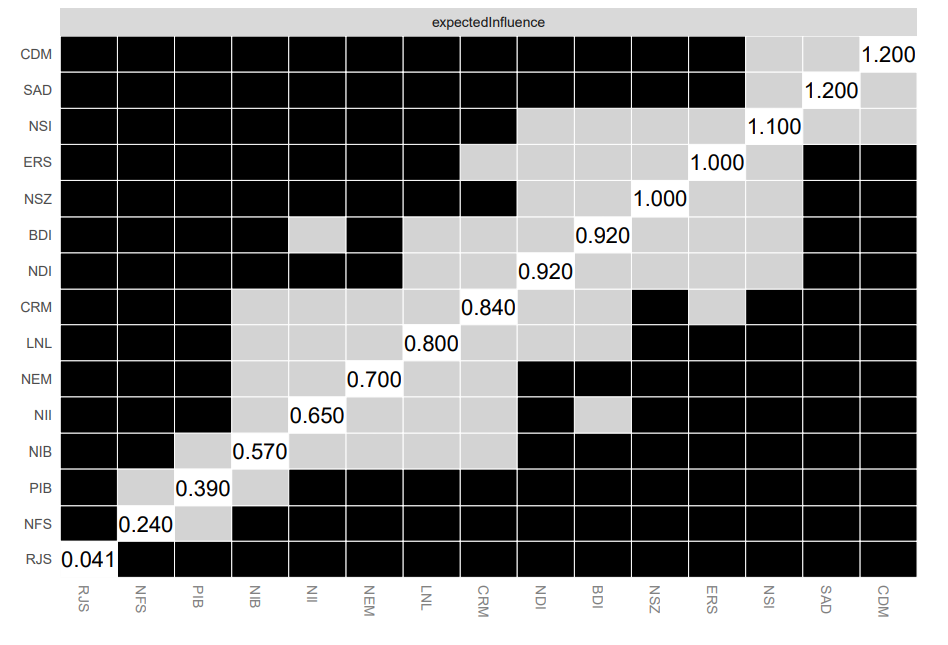 expectedInfluence
CDM 1.200
SAD 1.200
NSI 1.100
ERS 1.000
NSZ 1.000
BDI 0.920
NDI 0.920
CRM 0.840
LNL 0.800
NEM 0.700
NII 0.650
NIB 0.570
PIB 0.390
NFS 0.240
RJS 0.041
RJS NFS PIB NIB NII NEM LNL CRM NDI BDI NSZ ERS NSI SAD CDM